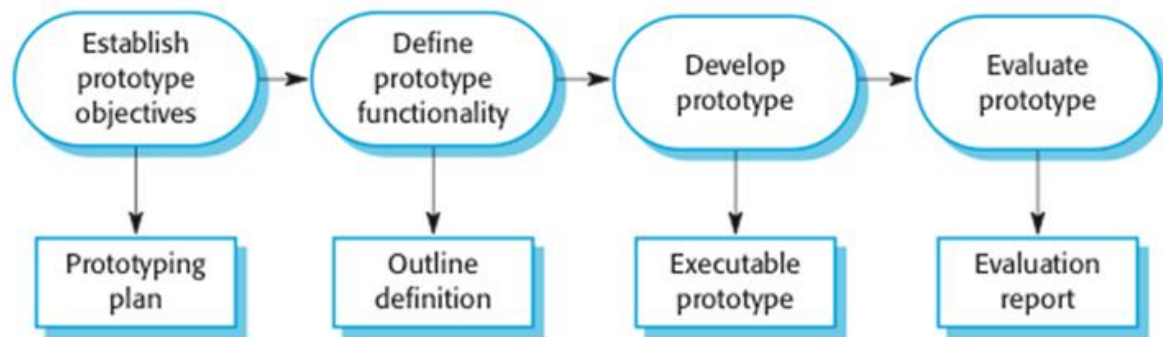 Establish
prototype
objectives
Define
prototype
functionality
Develop
prototype
Evaluate
prototype
Prototyping
plan
Outline
definition
Executable
prototype
Evaluation
report